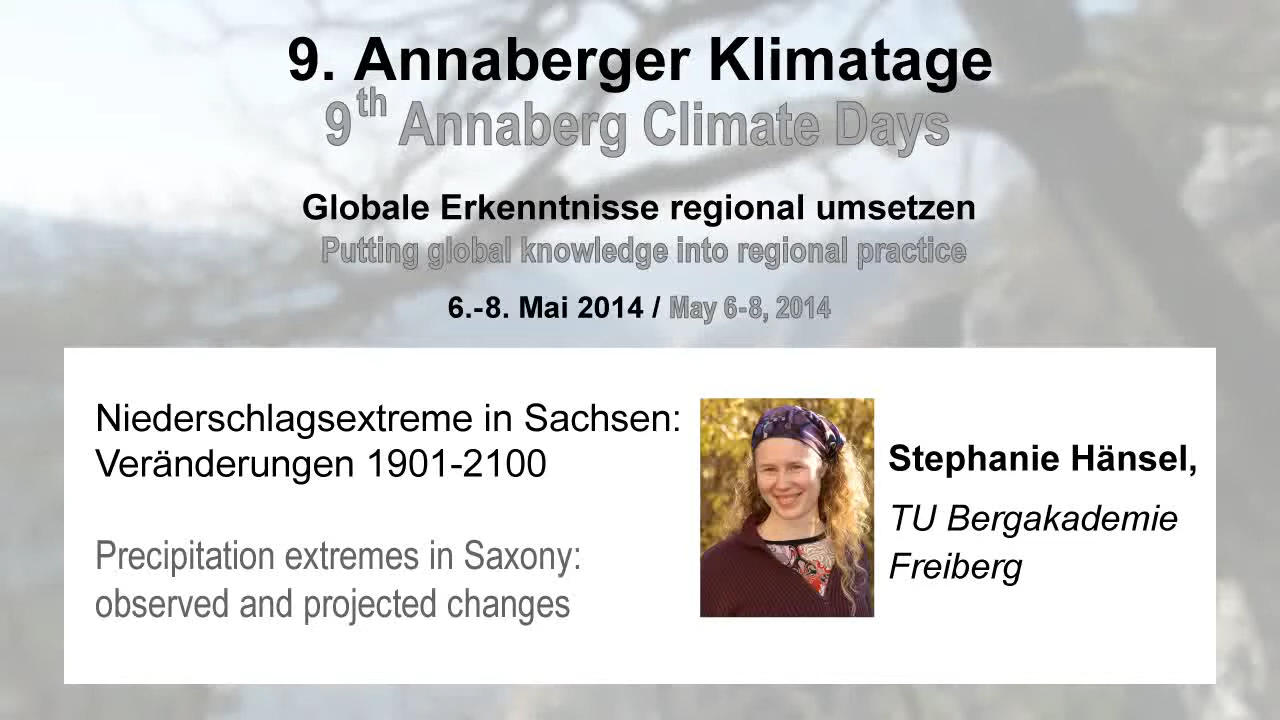 9. Annaberger Klimatage
9th Annaberg Climate Days
Globale Erkenntnisse regional umsetzen
Putting global knowledge into regional practice
6.-8. Mai 2014 / May 6-8, 2014
Niederschlagsextreme in Sachsen:
Veränderungen 1901-2100
Precipitation extremes in Saxony:
observed and projected changes
Stephanie Hänsel,
TU Bergakademie
Freiberg